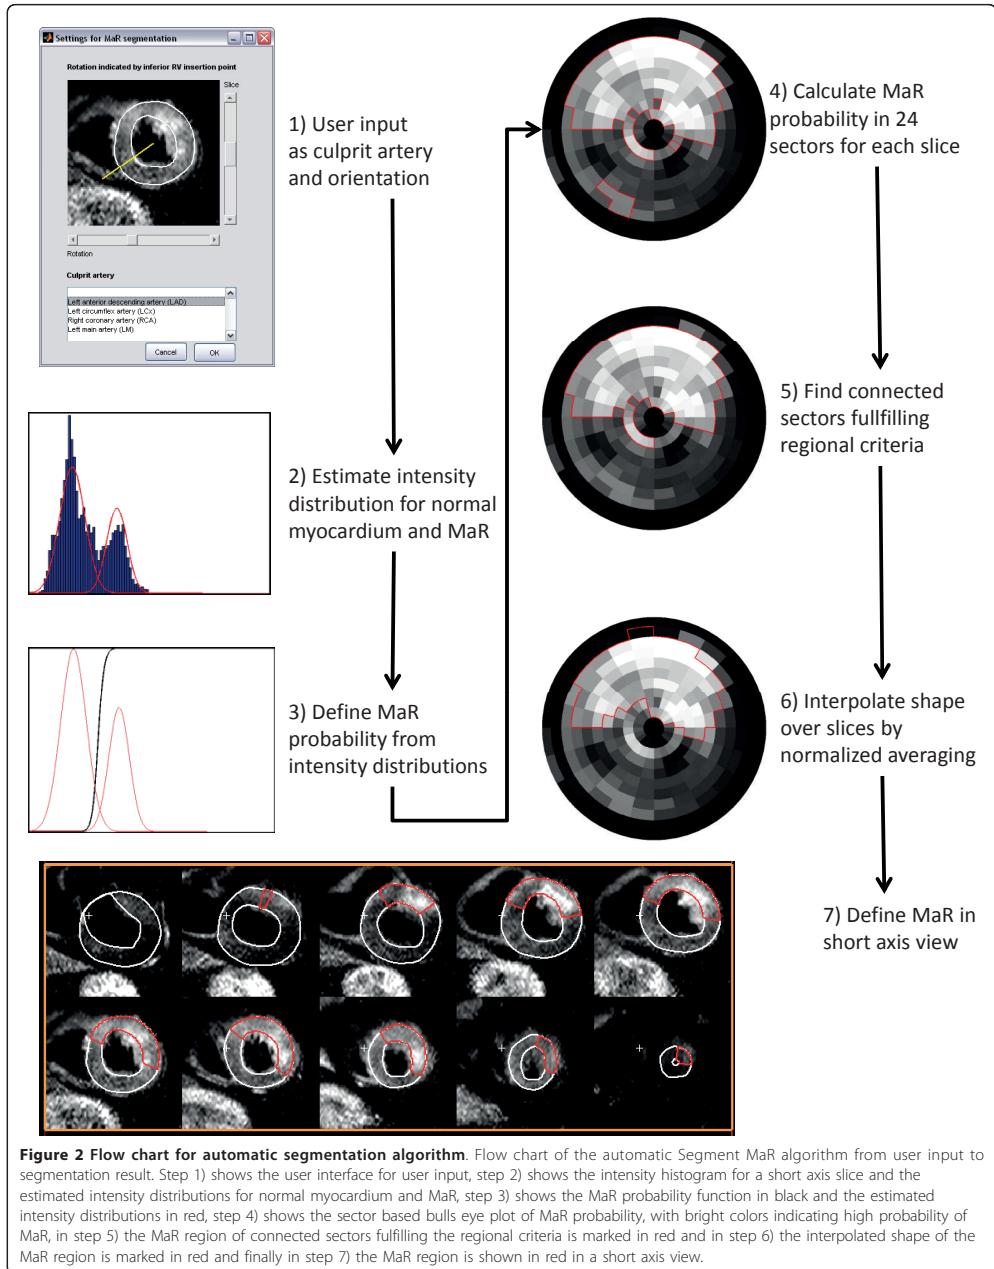 Settings for MaR segmentation
Rotation indicated by inferior RV insertion point
Slice
Rotation
Culprit artery
Left anterior descending artery (LAD)
Left circumflex artery (LCx)
Right coronary artery (RCA)
Left main artery (LM)
Cancel
OK
1) User input
as culprit artery
and orientation
2) Estimate intensity
distribution for normal
myocardium and MaR
3) Define MaR
probability from
intensity distributions
4) Calculate MaR
probability in 24
sectors for each slice
5) Find connected
sectors fullfilling
regional criteria
6) Interpolate shape
over slices by
normalized averaging
7) Define MaR in
short axis view
Figure 2 Flow chart for automatic segmentation algorithm. Flow chart of the automatic Segment MaR algorithm from user input to
segmentation result. Step 1) shows the user interface for user input, step 2) shows the intensity histogram for a short axis slice and the
estimated intensity distributions for normal myocardium and MaR, step 3) shows the MaR probability function in black and the estimated
intensity distributions in red, step 4) shows the sector based bulls eye plot of MaR probability, with bright colors indicating high probability of
MaR, in step 5) the MaR region of connected sectors fulfilling the regional criteria is marked in red and in step 6) the interpolated shape of the
MaR region is marked in red and finally in step 7) the MaR region is shown in red in a short axis view.